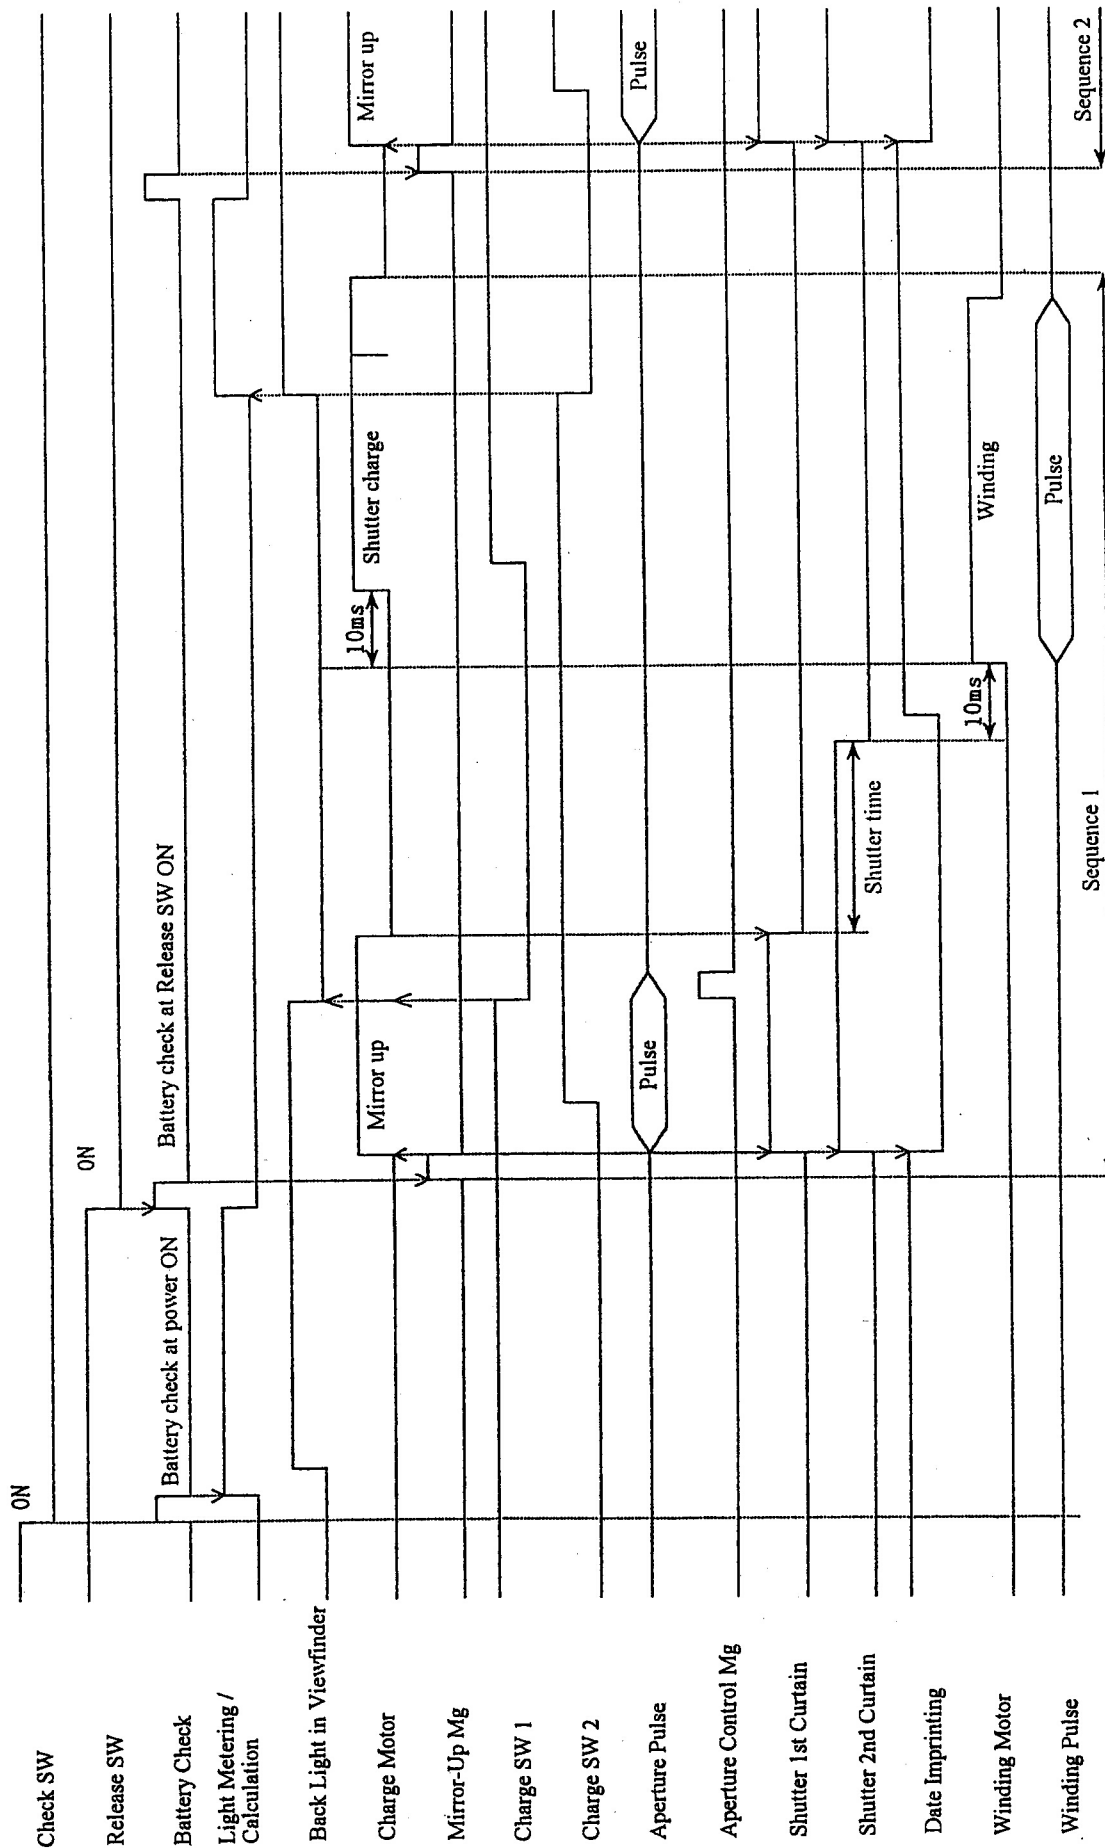 Check SW
Release SW
Battery Check
Light Metering /
Calculation
Back Light in Viewfinder
Charge Motor
Mirror-Up Mg
Charge SW 1
Charge SW 2
Aperture Pulse
Aperture Control Mg
Shutter 1st Curtain
Shutter 2nd Curtain
Date Imprinting
Winding Motor
Winding Pulse
ON
ON
Battery check at power ON
Battery check at Release SW ON
Mirror up
10ms
Shutter charge
Mirror up
Pulse
Pulse
Shutter time
10ms
Winding
Pulse
Sequence 1
Sequence 2